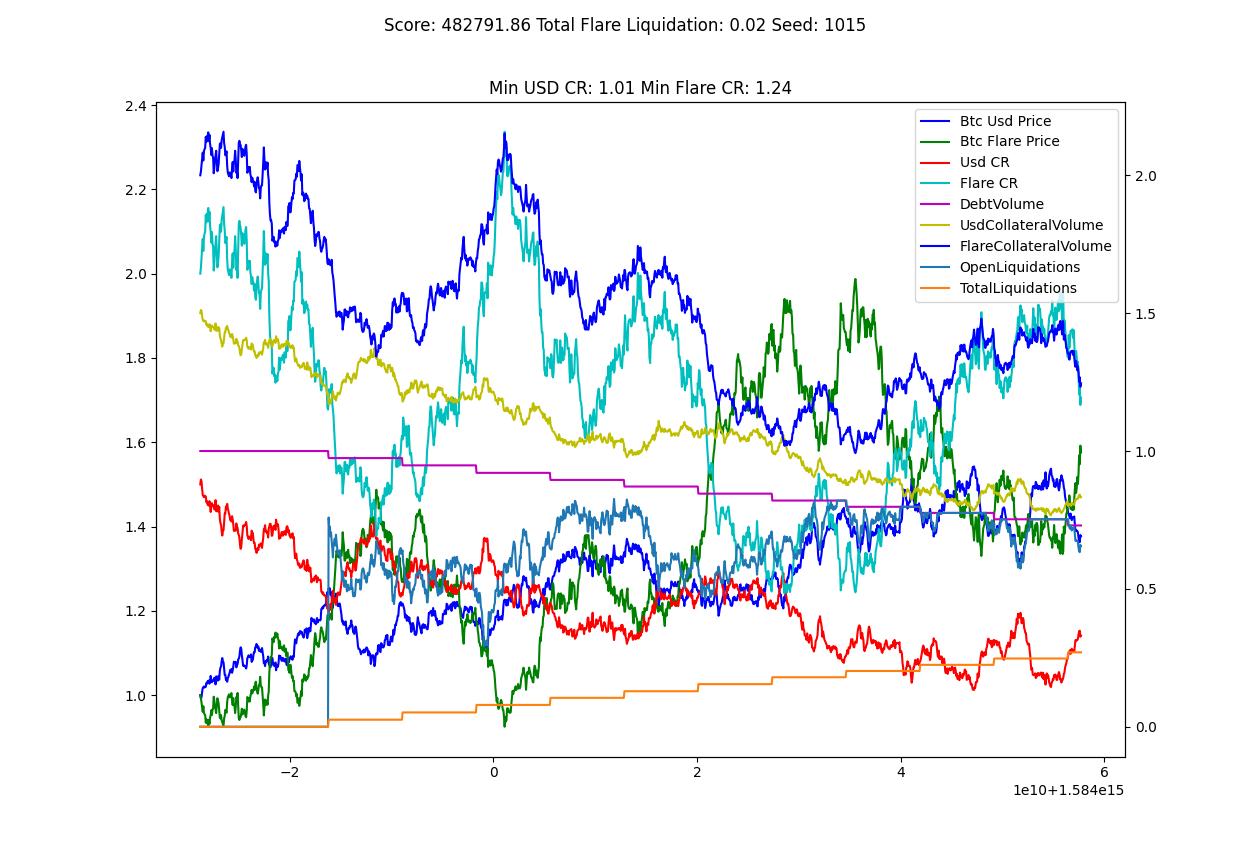 Score: 482791.86 Total Flare Liquidation: 0.02 Seed: 1015
Min USD CR: 1.01 Min Flare CR: 1.24
2.4
2.2
2.0
1.8
1.6
1.4
1.2
1.0
Btc Usd Price
Btc Flare Price
Usd CR
Flare CR
DebtVolume
UsdCollateralVolume
FlareCollateralVolume
OpenLiquidations
TotalLiquidations
2.0
1.5
1.0
0.5
0.0
−2 0 2 4 6
1e10+1.584e15